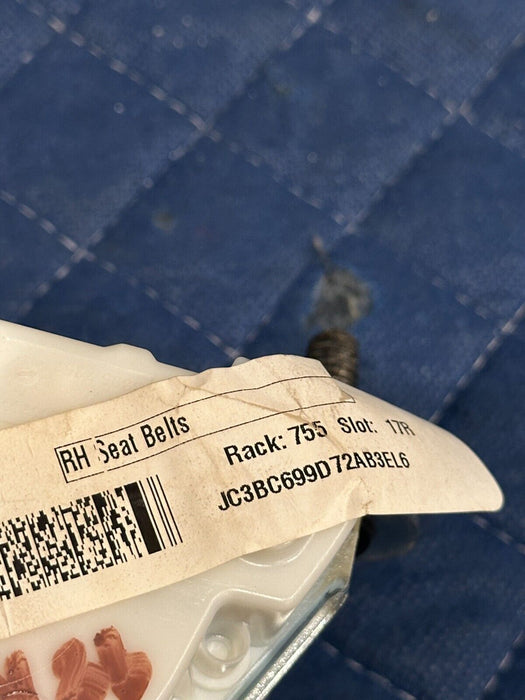 RH Seat Belts
Rack: 755 Slot: 17R
JC3BC699D72AB3EL6